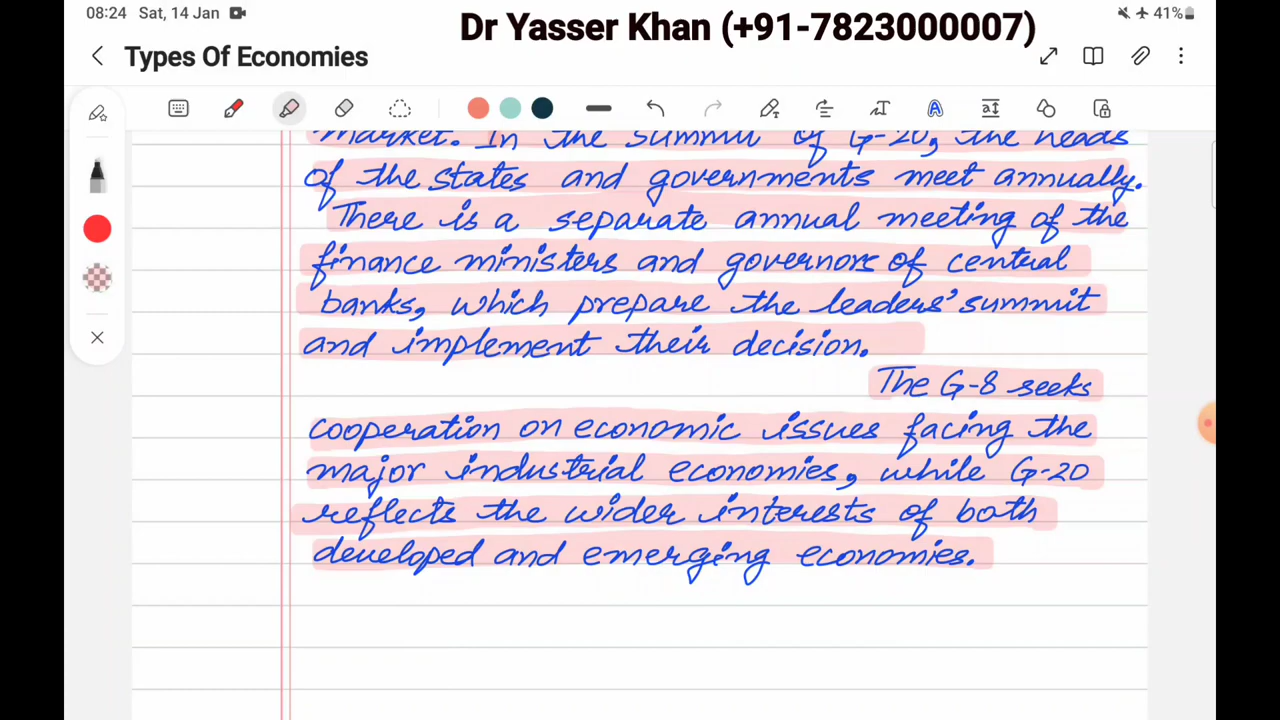 08:24 Sat, 14 Jan
Dr Yasser Khan (+91-7823000007)
41%
Types Of Economies
market. In the summit of G-20, the heads
of the states and governments meet annually.
There is a separate annual meeting of the
finance ministers and governors of central
banks, which prepare the leaders' summit
and implement their decision.
The G-8 seeks
cooperation on economic issues facing the
major industrial economies, while G-20
reflects the wider interests of both
developed and emerging economies.